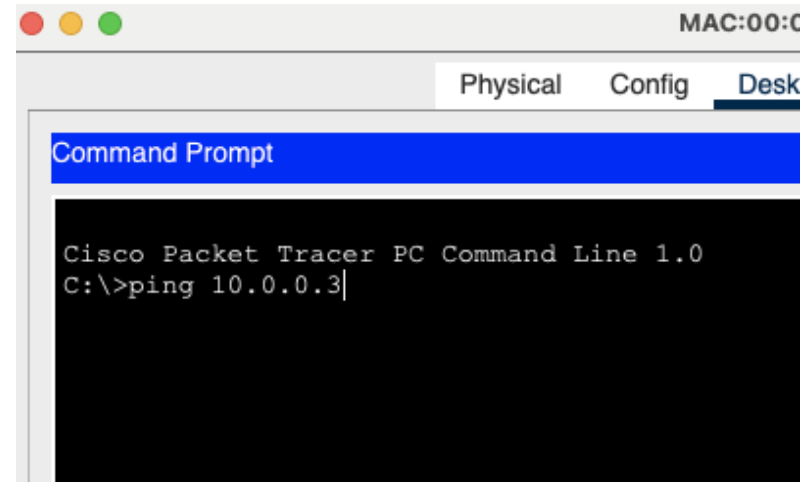 MAC:00:0
Physical Config Desk
Command Prompt
Cisco Packet Tracer PC Command Line 1.0
C:\>ping 10.0.0.3